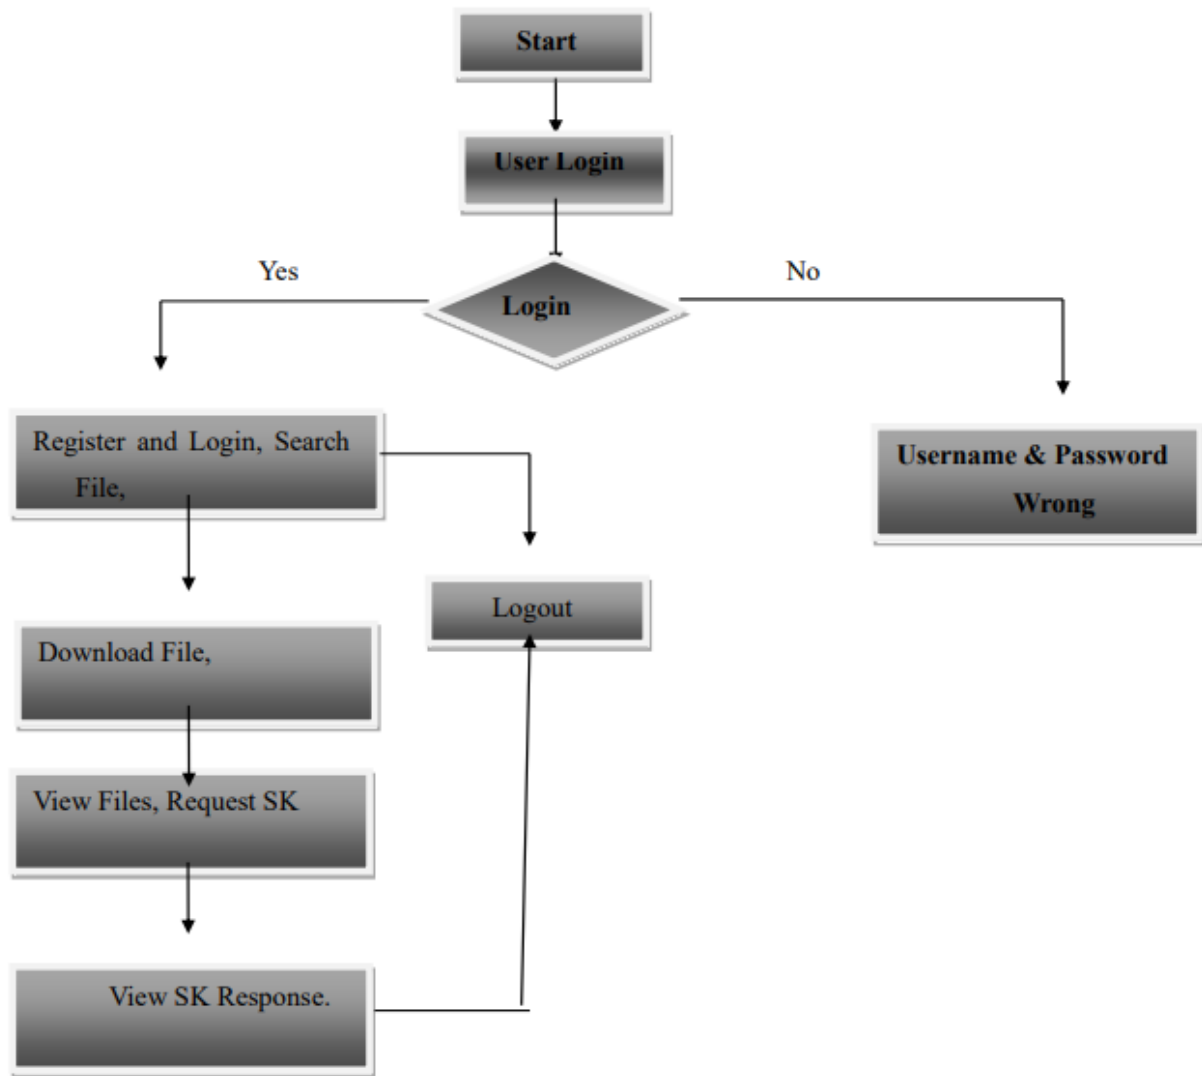 Start
User Login
Yes
No
Login
Register and Login, Search
File,
Username & Password
Wrong
Logout
Download File,
View Files, Request SK
View SK Response.